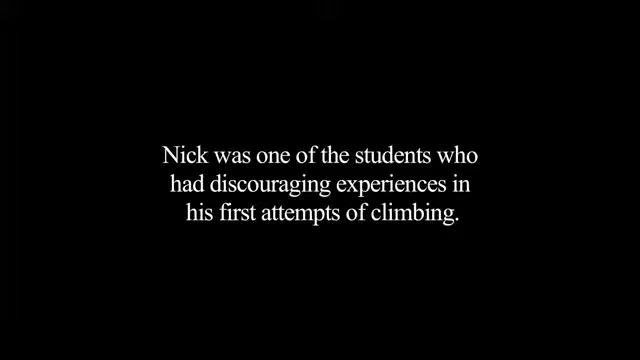 Nick was one of the students who
had discouraging experiences in
his first attempts of climbing.